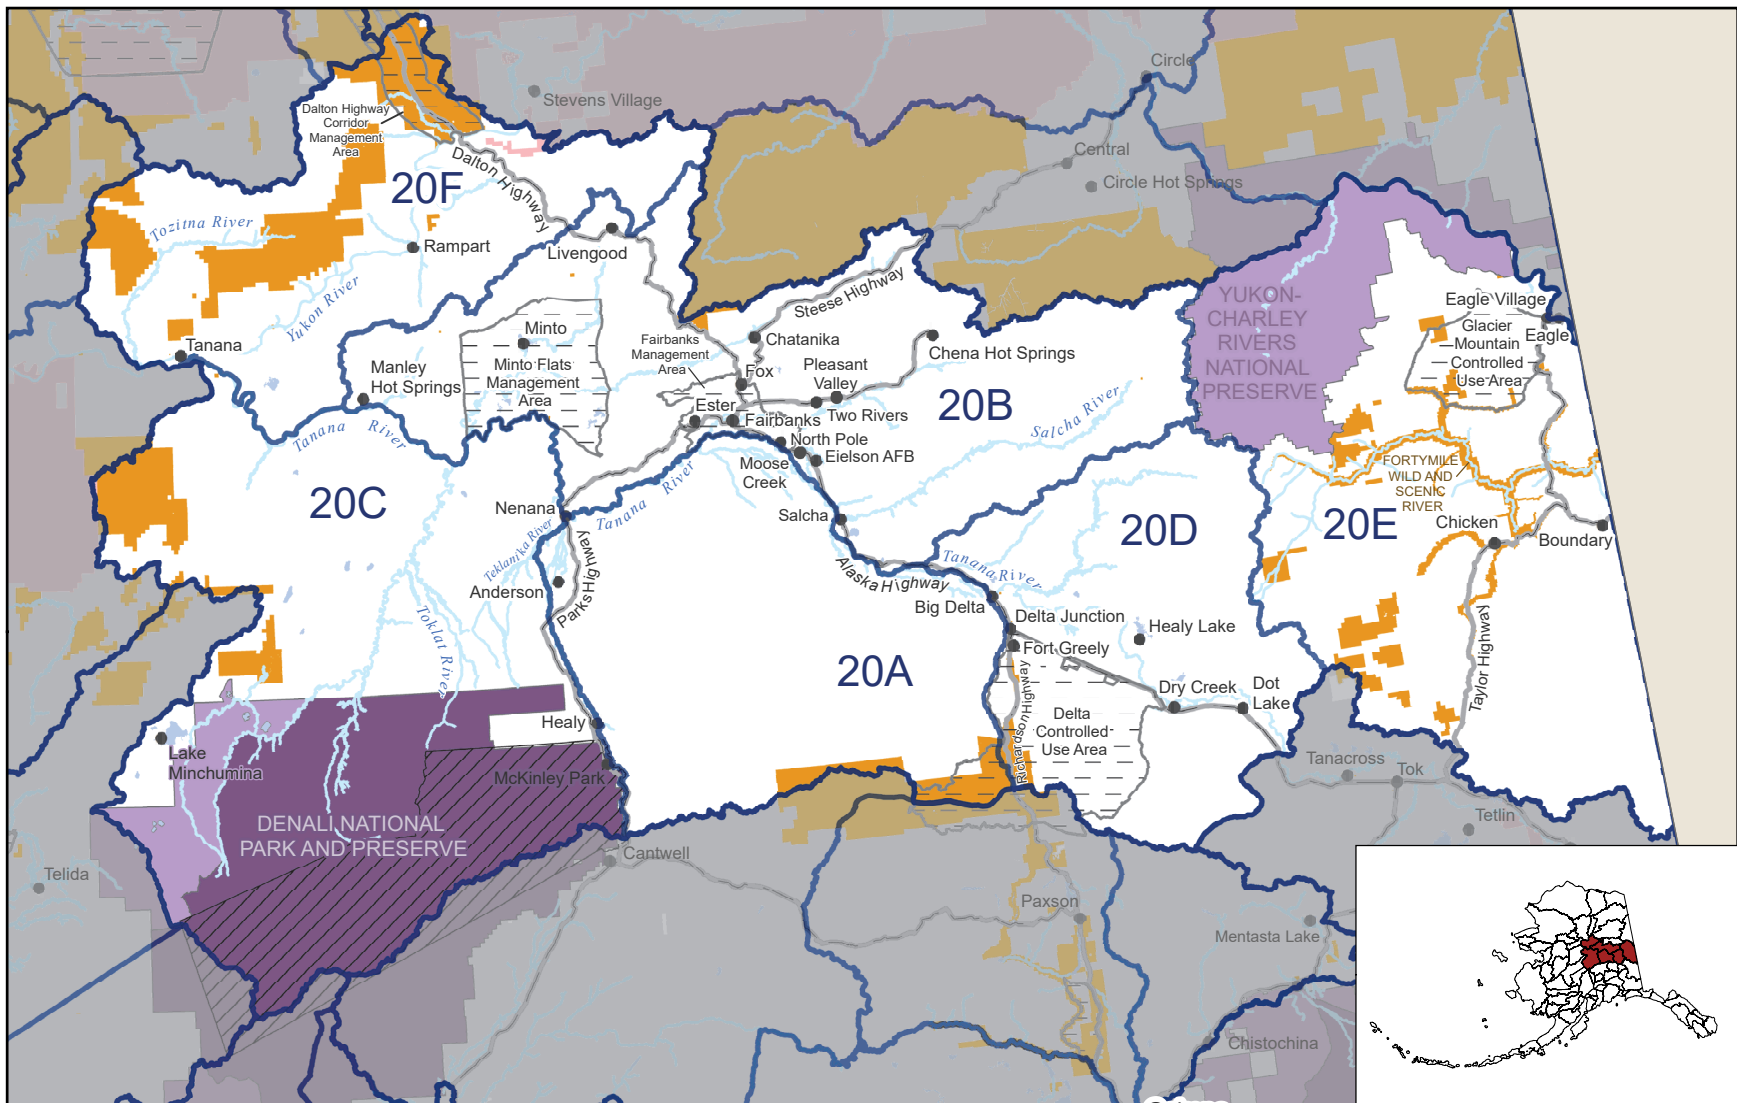 Circle
Stevens Village
Dalton Highway
Corridor
Management
Area
Dalton Highway
Central
Circle Hot Springs
20F
Tozitna River
Rampart
Livengood
Yukon River
Steese Highway
YUKON-
CHARLEY
RIVERS
NATIONAL
PRESERVE
Eagle Village
Glacier
Mountain
Controlled
Use Area
Eagle
Tanana
Minto
Minto Flats
Management
Area
Manley
Hot Springs
Fairbanks
Management
Area
Chatanika
Fox
Pleasant
Valley
Chena Hot Springs
Ester
Fairbanks
Two Rivers
20B
North Pole
Eielson AFB
Moose
Creek
Salcha River
Tanana River
20C
Nenana
Tanana River
Salcha
20D
20E
FORTYMILE
WILD AND
SCENIC
RIVER
Chicken
Boundary
Teklanika River
Parks Highway
Anderson
Toklat River
Alaska Highway
Tanana River
Big Delta
Delta Junction
Fort Greely
Healy Lake
20A
Richardson Highway
Dry Creek
Dot
Lake
Taylor Highway
Delta
Controlled
Use Area
Healy
Lake
Minchumina
McKinley Park
DENALI NATIONAL
PARK AND PRESERVE
Tanacross
Tok
Tetlin
Telida
Cantwell
Paxson
Mentasta Lake
Chistochina